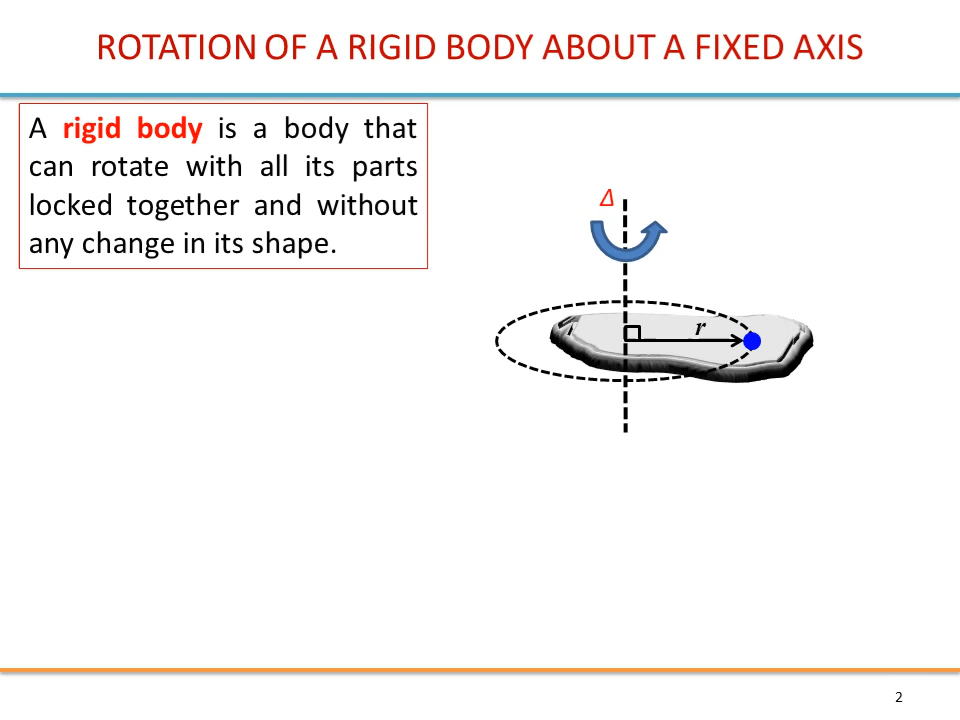 ROTATION OF A RIGID BODY ABOUT A FIXED AXIS
A rigid body is a body that
can rotate with all its parts
locked together and without
any change in its shape.
Δ
r
2